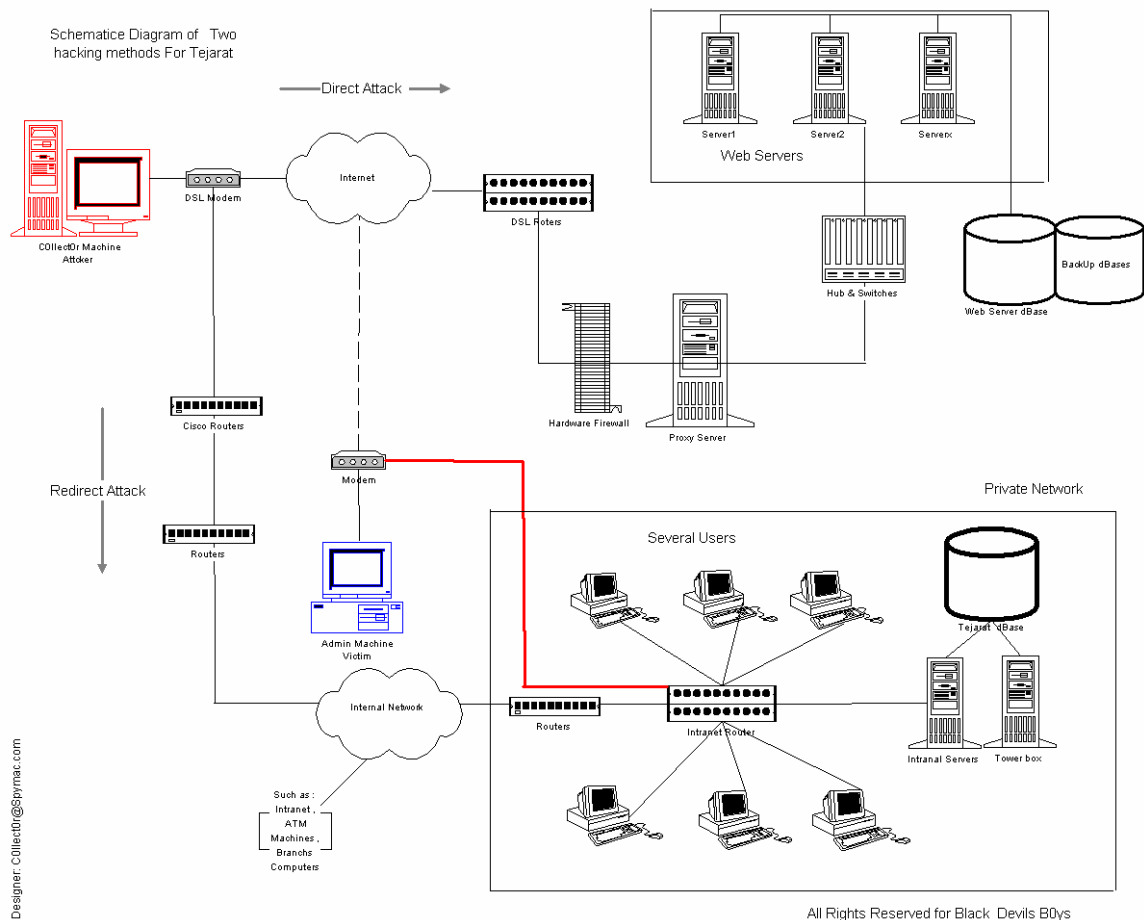 Schematice Diagram of Two
hacking methods For Tejarat
Direct Attack
Server1
Server2
Serverx
Web Servers
Internet
DSL Modem
DSL Roters
C0llect0r Machine
Attcker
Hub & Switches
BackUp dBases
Web Server dBase
Hardware Firewall
Proxy Server
Cisco Routers
Modem
Redirect Attack
Private Network
Several Users
Routers
Admin Machine
Victim
Tejarat dBase
Internal Network
Routers
Intranet Router
Intranal Servers
Tower box
Such as :
Intranet ,
ATM
Machines ,
Branchs
Computers
Designer: C0llect0r@Spymac.com
All Rights Reserved for Black_Devils B0ys